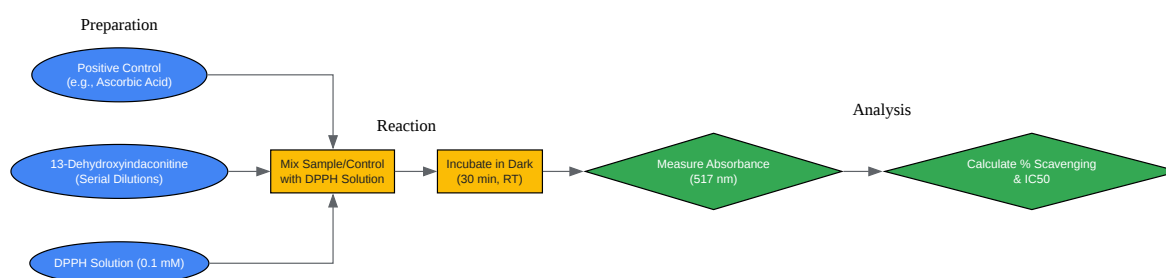 Preparation
Positive Control
(e.g., Ascorbic Acid)
13-Dehydroxyindaconitine
(Serial Dilutions)
DPPH Solution (0.1 mM)
Reaction
Mix Sample/Control
with DPPH Solution
Incubate in Dark
(30 min, RT)
Analysis
Measure Absorbance
(517 nm)
Calculate % Scavenging
& IC50